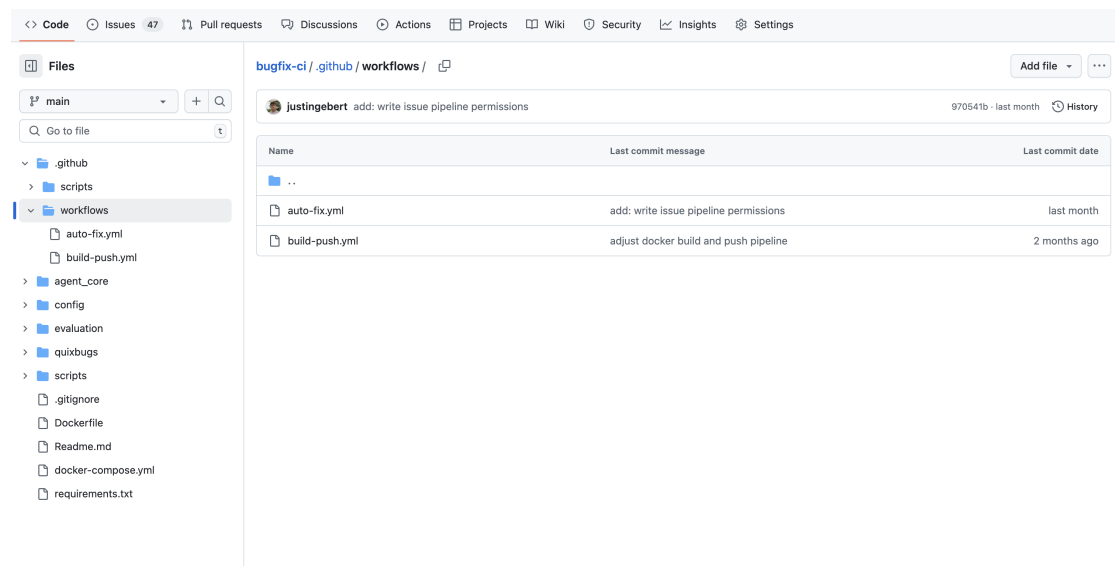 Code Issues 47 Pull requests Discussions Actions Projects Wiki Security Insights Settings
Files
main
Go to file t
.github
scripts
workflows
auto-fix.yml
build-push.yml
agent_core
config
evaluation
quixbugs
scripts
.gitignore
Dockerfile
Readme.md
docker-compose.yml
requirements.txt
bugfix-ci / .github / workflows /
Add file
justingebert add: write issue pipeline permissions 970541b · last month History
Name Last commit message Last commit date
..
auto-fix.yml add: write issue pipeline permissions last month
build-push.yml adjust docker build and push pipeline 2 months ago